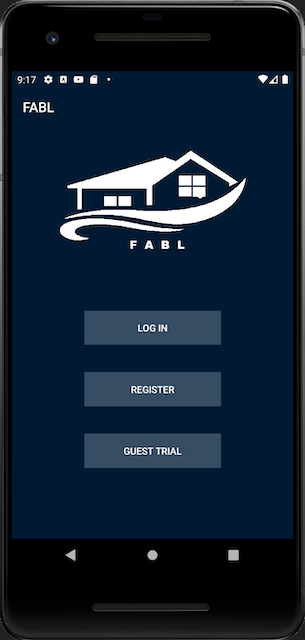 9:17
FABL
FABL
LOG IN
REGISTER
GUEST TRIAL